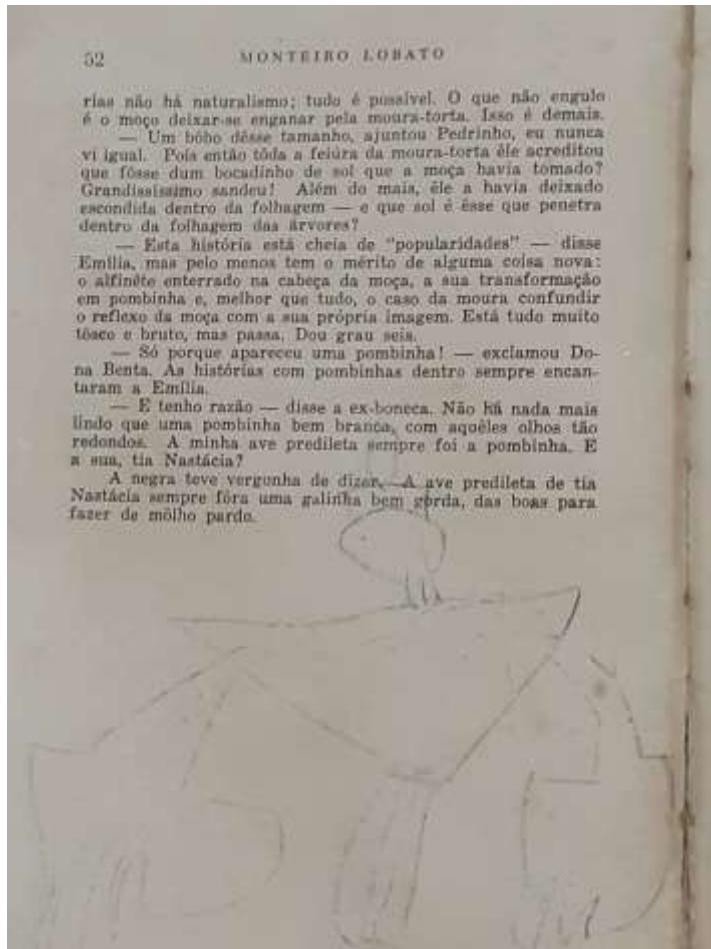 52 MONTEIRO LOBATO
rias não há naturalismo; tudo é possível. O que não engulo
é o moço deixar-se enganar pela moura-torta. Isso é demais.
— Um bôbo dêsse tamanho, ajuntou Pedrinho, eu nunca
vi igual. Pois então tôda a feiúra da moura-torta êle acreditou
que fôsse dum bocadinho de sol que a moça havia tomado?
Grandississimo sandeu! Além do mais, êle a havia deixado
escondida dentro da folhagem — e que sol é êsse que penetra
dentro da folhagem das árvores?
— Esta história está cheia de "popularidades" — disse
Emília, mas pelo menos tem o mérito de alguma coisa nova:
o alfinête enterrado na cabeça da moça, a sua transformação
em pombinha e, melhor que tudo, o caso da moura confundir
o reflexo da moça com a sua própria imagem. Está tudo muito
tôsco e bruto, mas passa. Dou grau seis.
— Só porque apareceu uma pombinha! — exclamou Do-
na Benta. As histórias com pombinhas dentro sempre encan-
taram a Emília.
— E tenho razão — disse a ex-boneca. Não há nada mais
lindo que uma pombinha bem branca, com aquêles olhos tão
redondos. A minha ave predileta sempre foi a pombinha. E
a sua, tia Nastácia?
A negra teve vergonha de dizer. A ave predileta de tia
Nastácia sempre fôra uma galinha bem gorda, das boas para
fazer de môlho pardo.